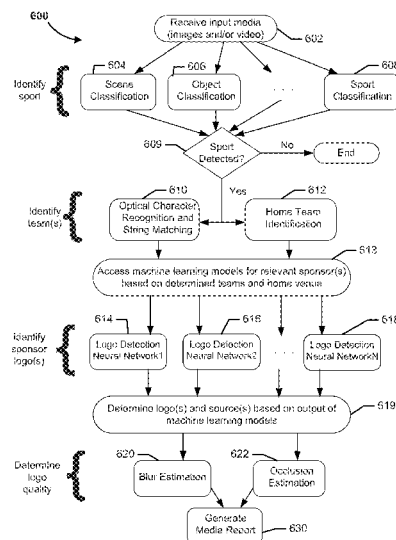 600
Receive input media
(images and/or video)
602
Identify
sport
604
Scene
Classification
606
Object
Classification
. . .
608
Sport
Classification
609
Sport
Detected?
No
End
Yes
Identify
team(s)
610
Optical Character
Recognition and
String Matching
612
Home Team
Identification
613
Access machine learning models for relevant sponsor(s)
based on determined teams and home venue
Identify
sponsor
logo(s)
614
Logo Detection
Neural Network1
616
Logo Detection
Neural Network2
. . .
618
Logo Detection
Neural NetworkN
Determine logo(s) and source(s) based on output of
machine learning models
619
Determine
logo
quality
620
Blur Estimation
622
Occlusion
Estimation
Generate
Media Report
630